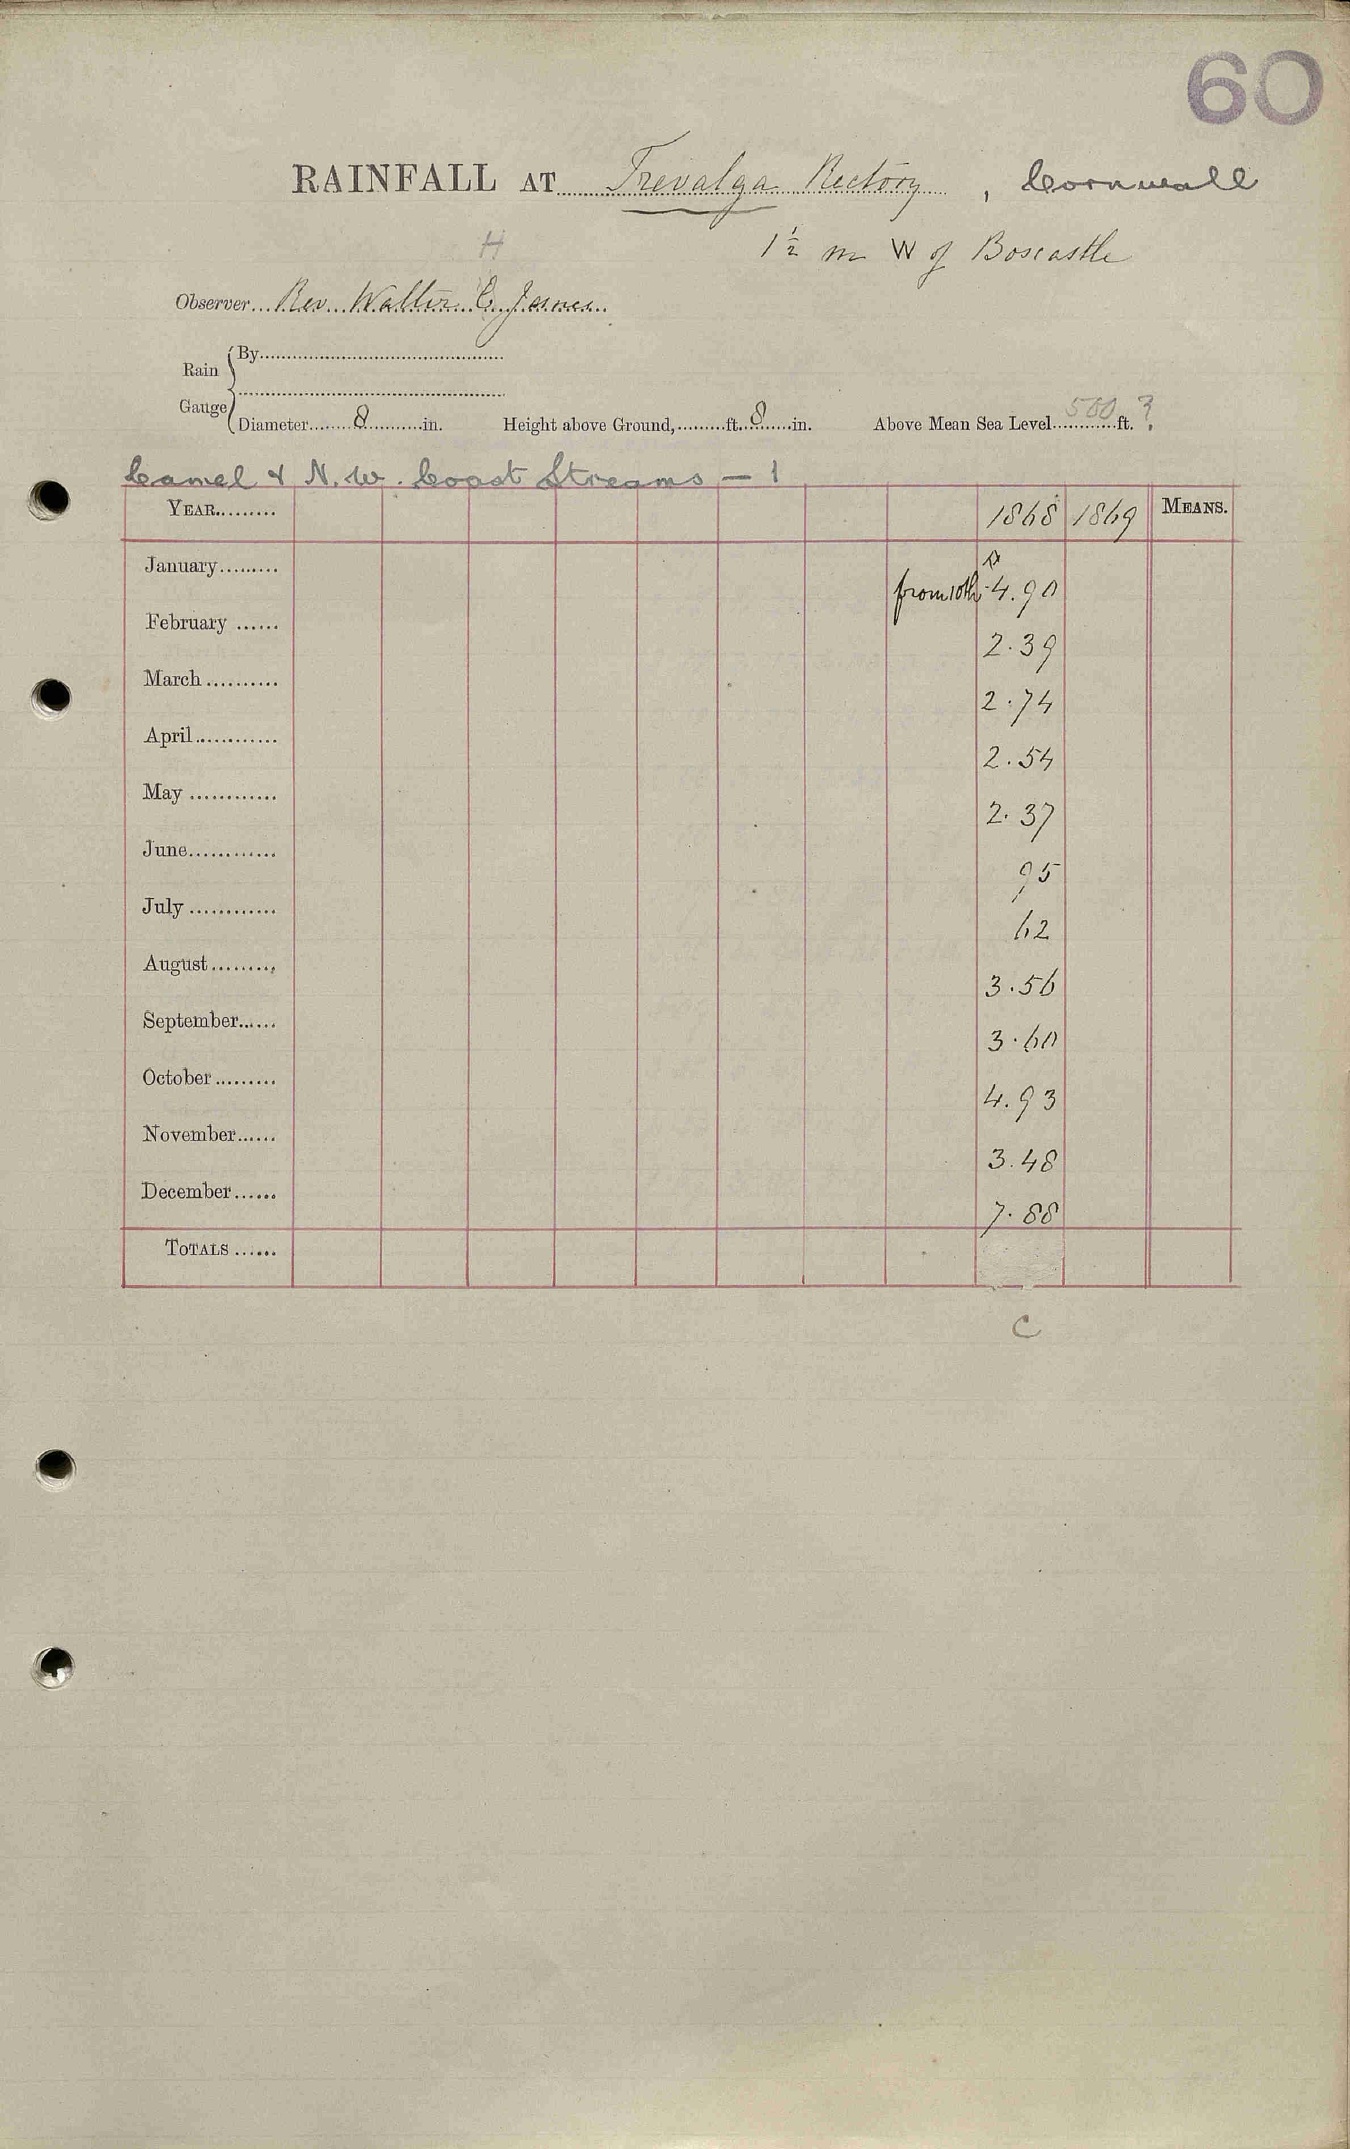 60
RAINFALL AT Trevalga Rectory, Cornwall
1½ m W of Boscastle
H
Observer Rev. Walter C. James
Rain Gauge
By
Diameter 8 in. Height above Ground, ft. 8 in. Above Mean Sea Level 500 ft. ?
Camel & N.W. Coast Streams — 1
YEAR 1868 1869 MEANS.
January from 10th 4.90
February 2.39
March 2.74
April 2.54
May 2.37
June 95
July 62
August 3.56
September 3.60
October 4.93
November 3.48
December 7.88
TOTALS
C